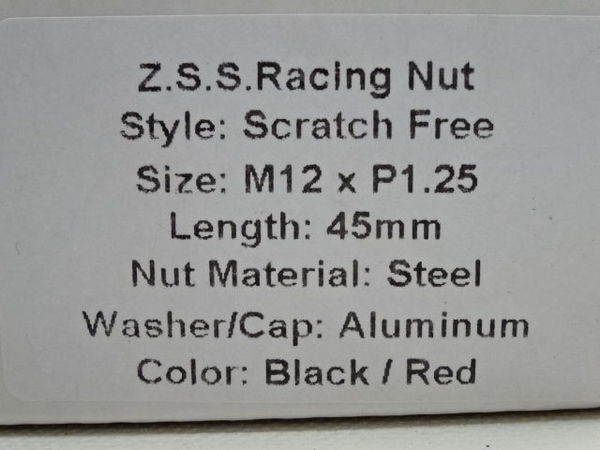 Z.S.S.Racing Nut
Style: Scratch Free
Size: M12 x P1.25
Length: 45mm
Nut Material: Steel
Washer/Cap: Aluminum
Color: Black / Red